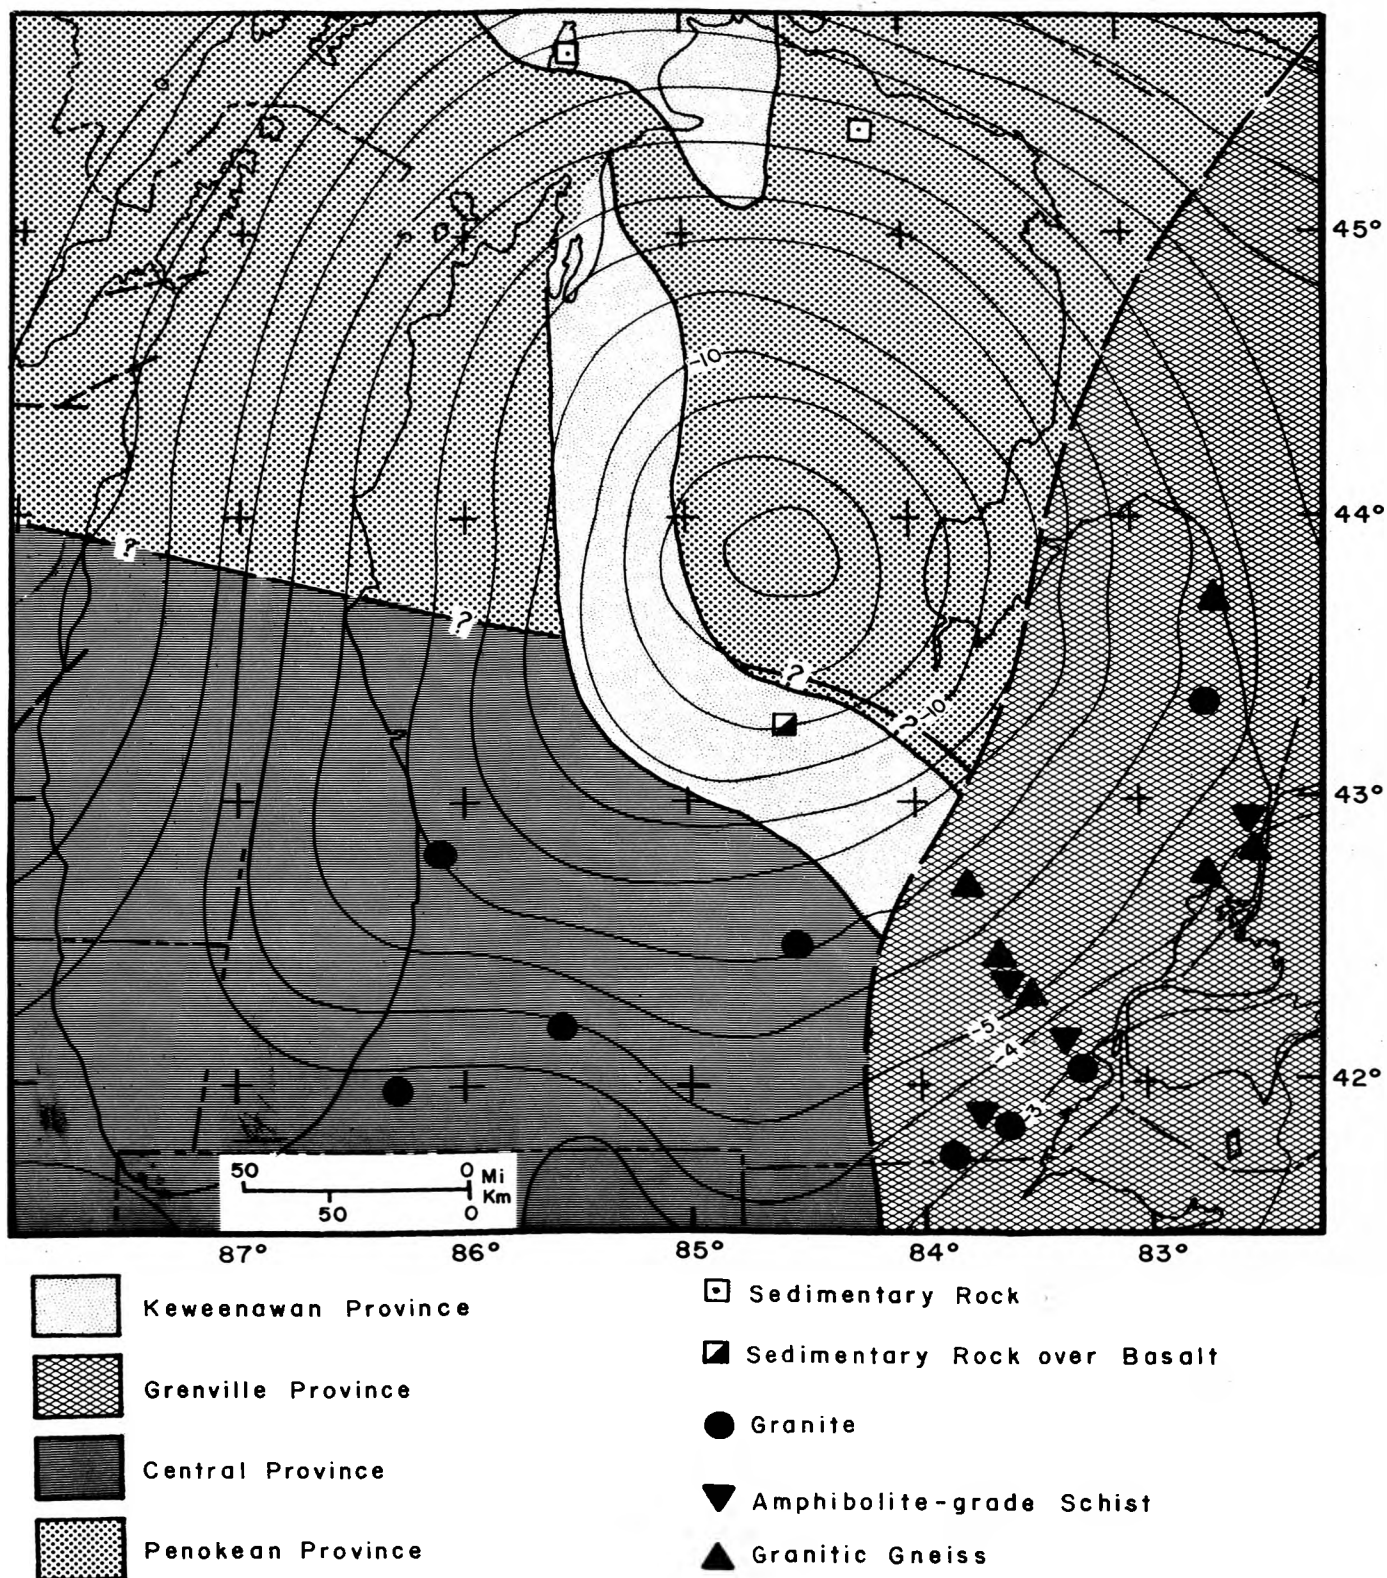 -10
45°
44°
?
?
?
?-10
43°
-5
-4
42°
-3
50 0 Mi
Km
50 0
87° 86° 85° 84° 83°
Keweenawan Province
Grenville Province
Central Province
Penokean Province
Sedimentary Rock
Sedimentary Rock over Basalt
Granite
Amphibolite-grade Schist
Granitic Gneiss